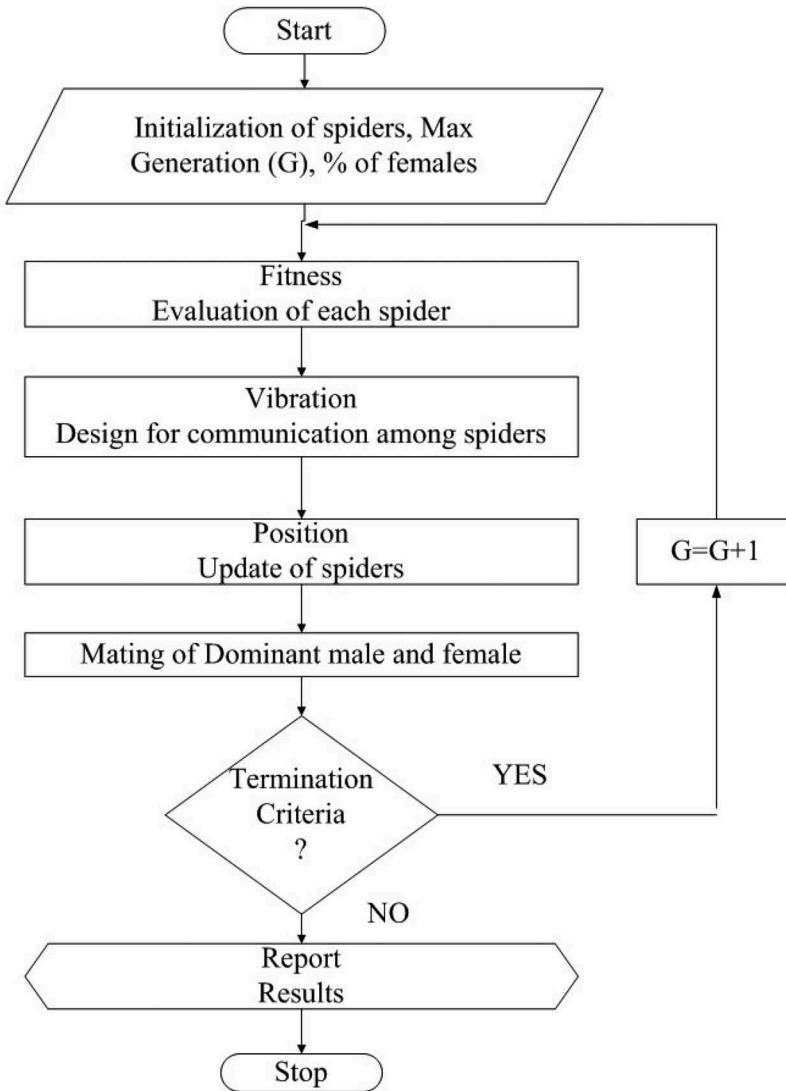 Start
Initialization of spiders, Max
Generation (G), % of females
Fitness
Evaluation of each spider
Vibration
Design for communication among spiders
Position
Update of spiders
G=G+1
Mating of Dominant male and female
Termination
Criteria
?
YES
NO
Report
Results
Stop